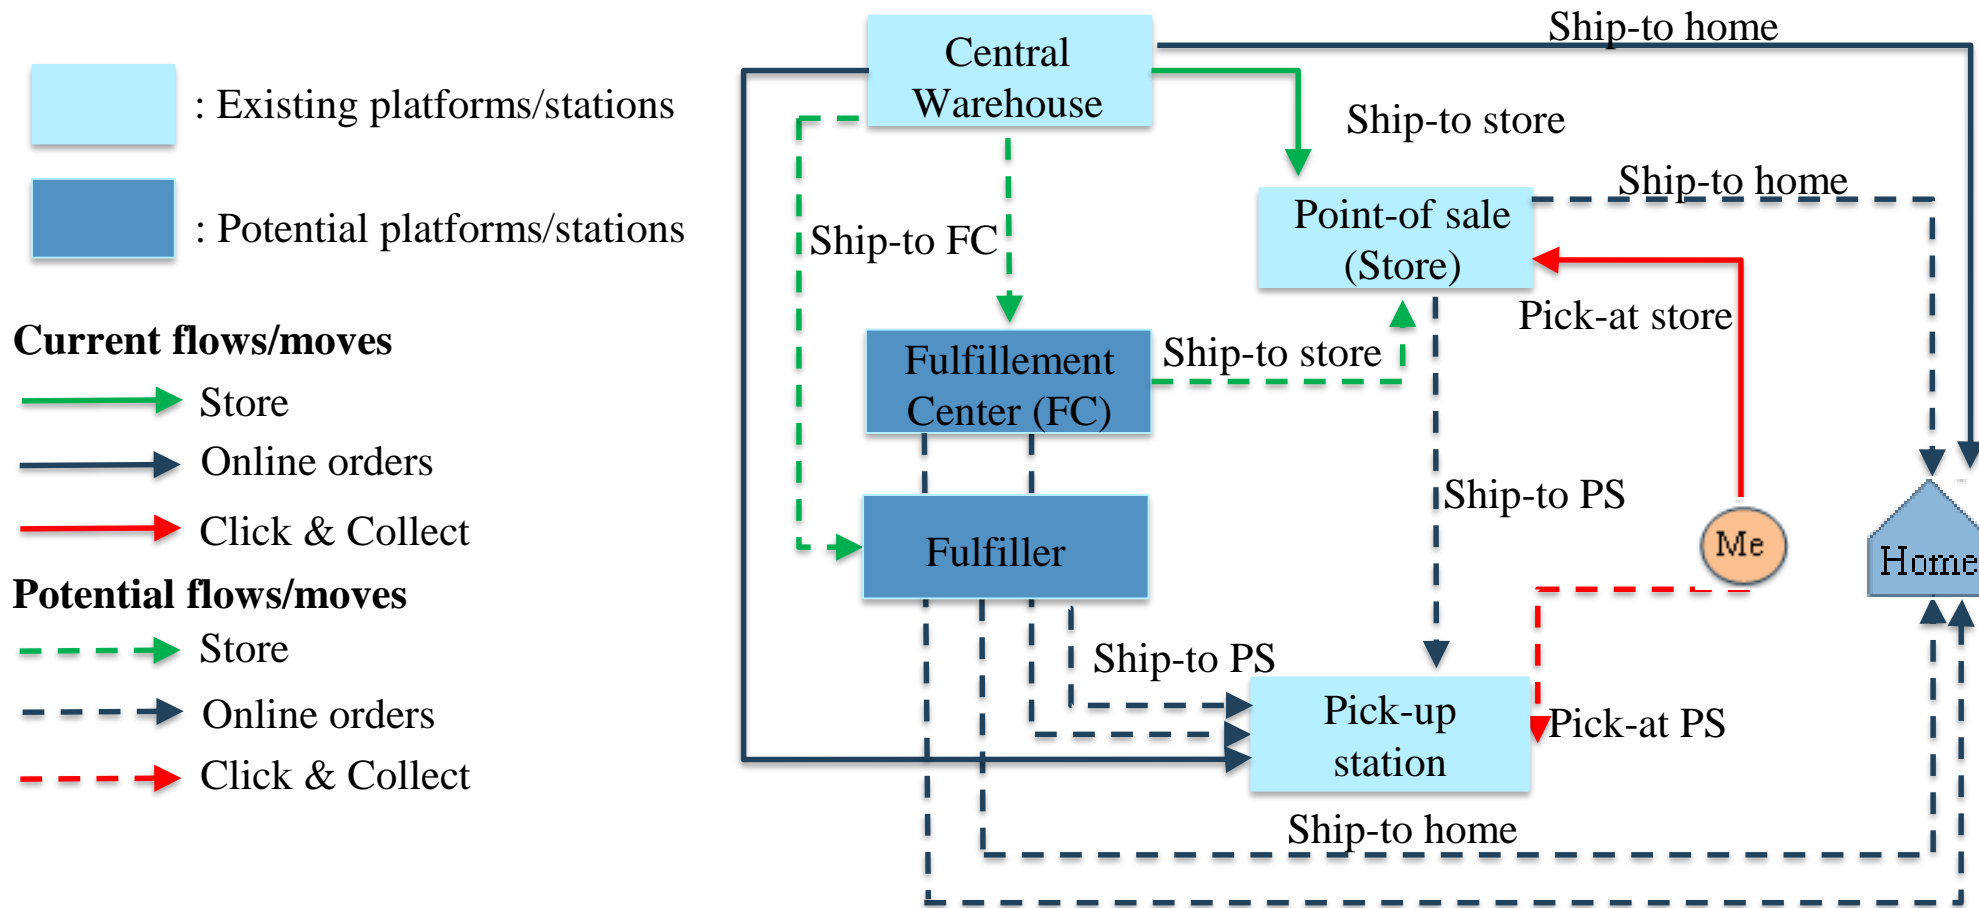 : Existing platforms/stations
: Potential platforms/stations
Current flows/moves
Store
Online orders
Click & Collect
Potential flows/moves
Store
Online orders
Click & Collect
Central
Warehouse
Ship-to home
Ship-to store
Ship-to home
Point-of sale
(Store)
Ship-to FC
Pick-at store
Fulfillement
Center (FC)
Ship-to store
Ship-to PS
Fulfiller
Me
Home
Ship-to PS
Pick-up
station
Pick-at PS
Ship-to home